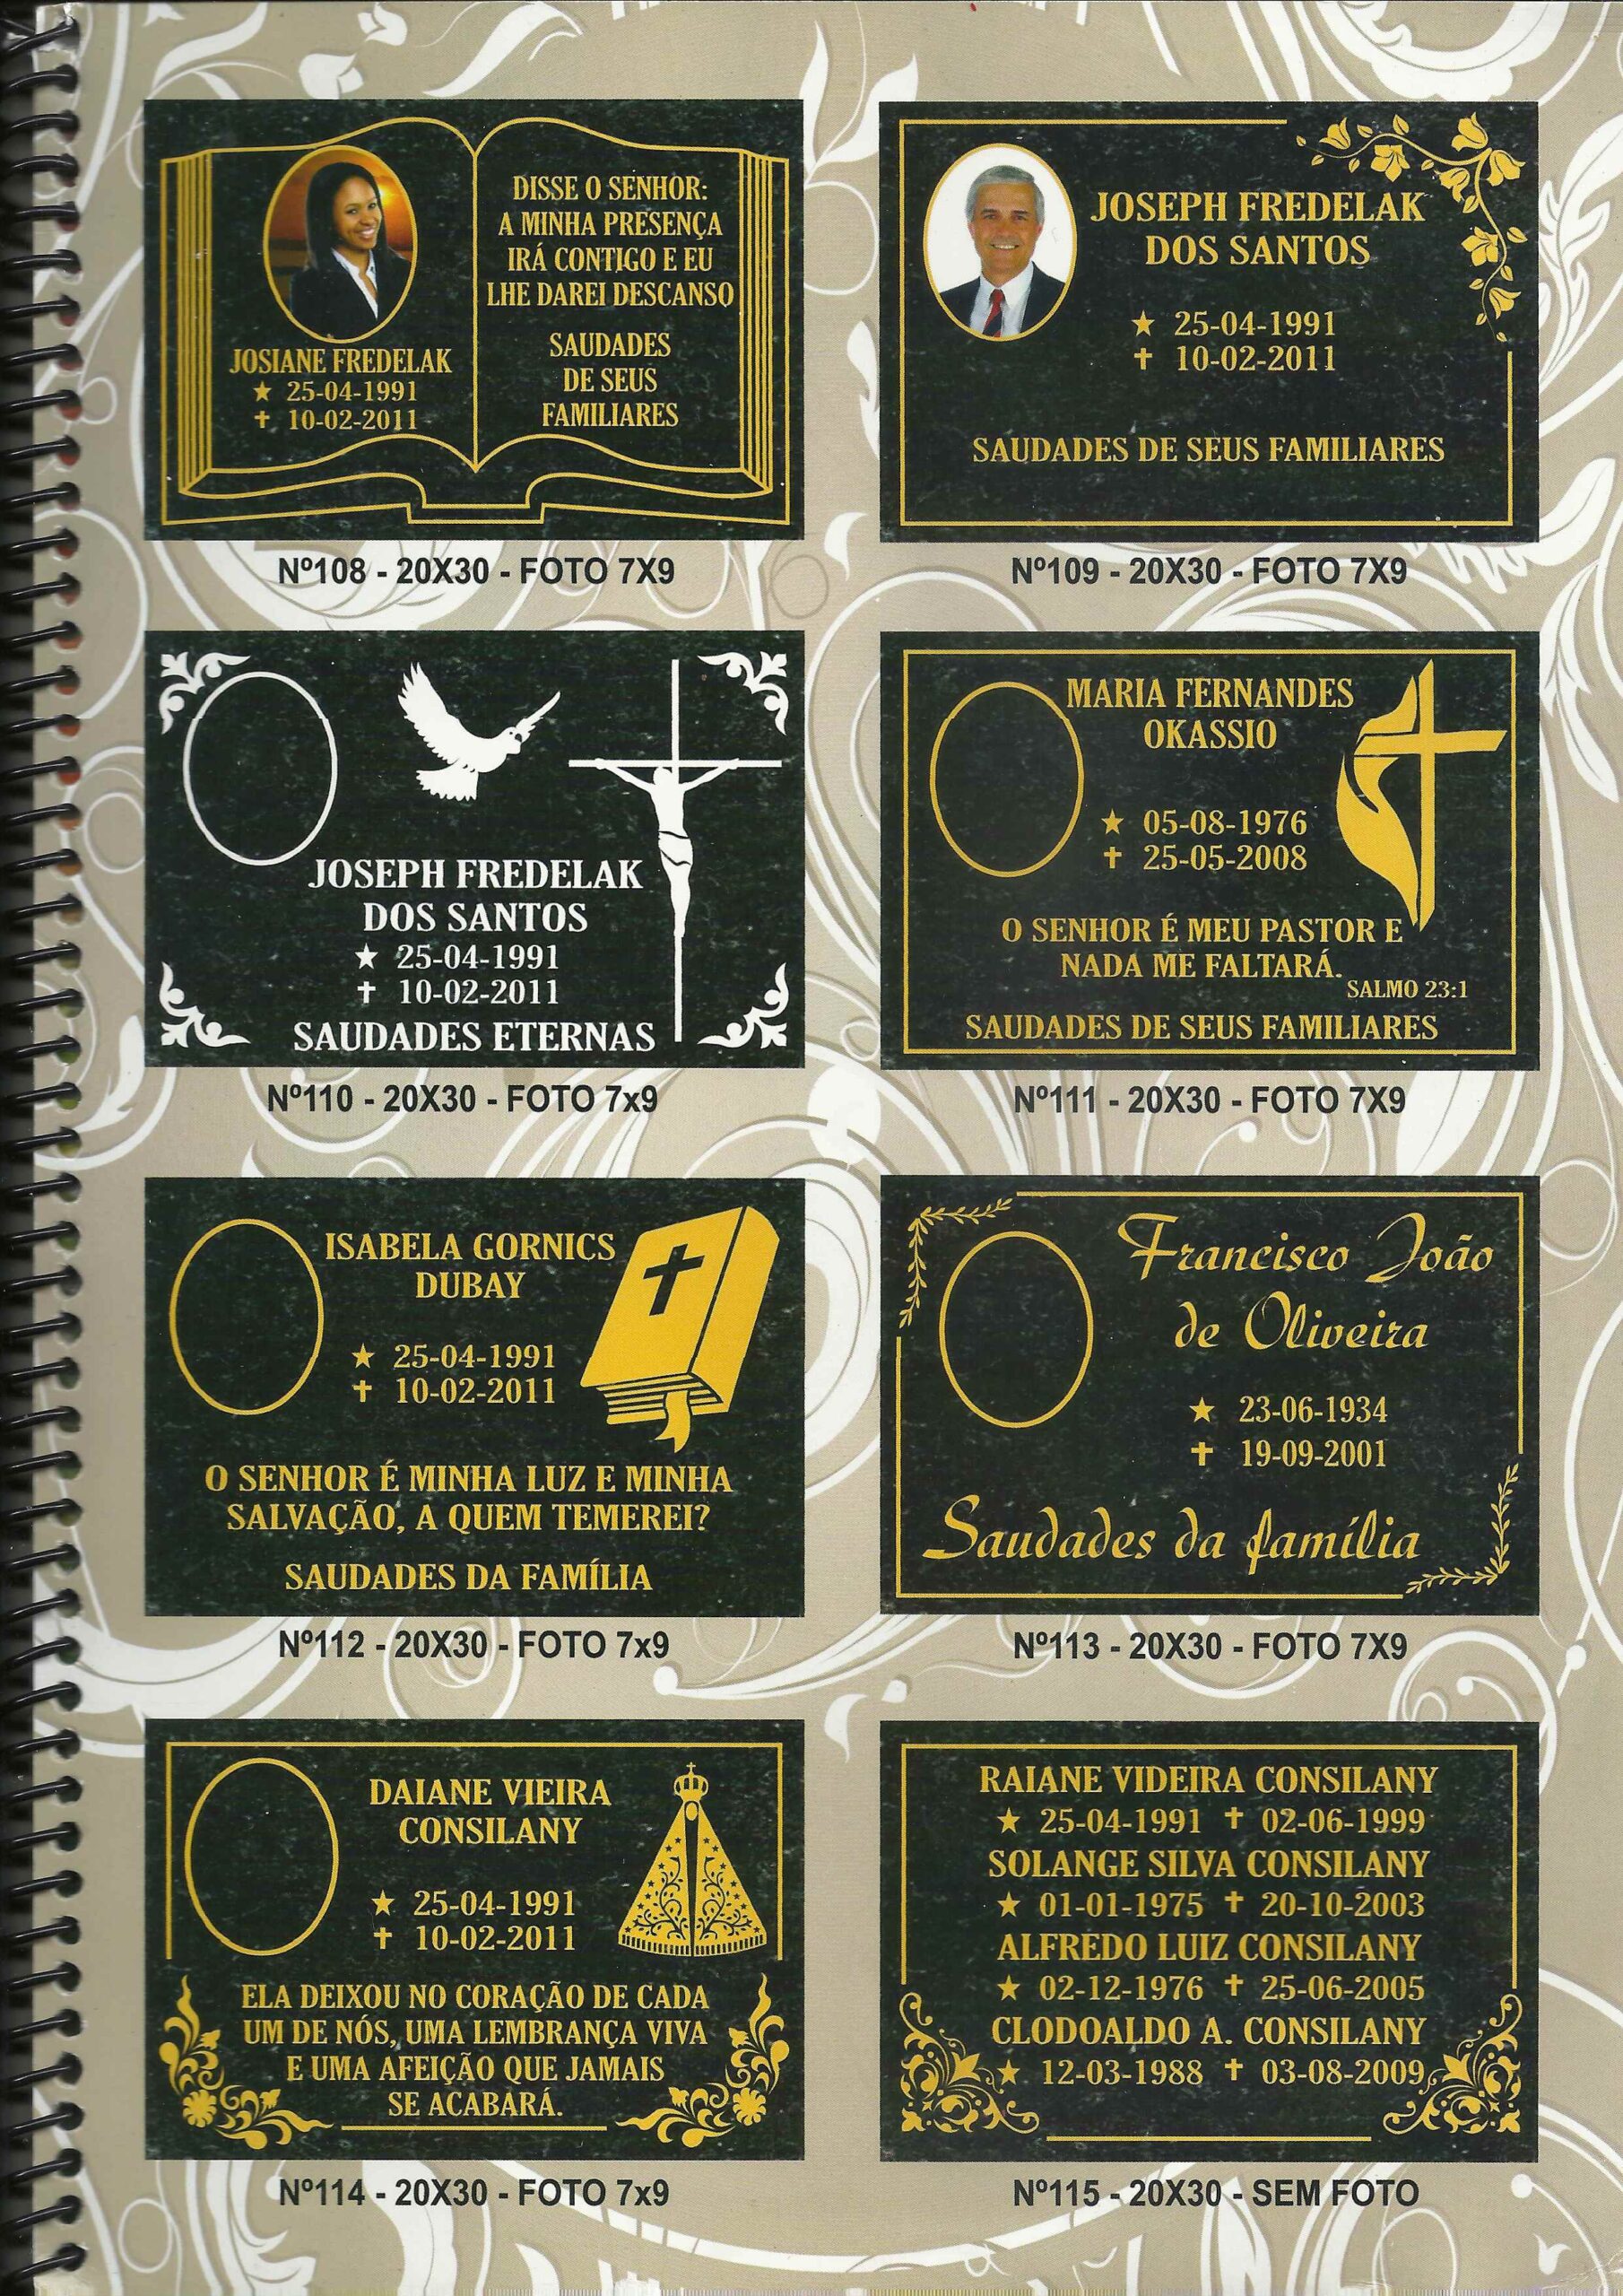 DISSE O SENHOR:
A MINHA PRESENÇA
IRÁ CONTIGO E EU
LHE DAREI DESCANSO
SAUDADES
DE SEUS
FAMILIARES
JOSIANE FREDELAK
★ 25-04-1991
✝ 10-02-2011
Nº108 - 20X30 - FOTO 7X9
JOSEPH FREDELAK
DOS SANTOS
★ 25-04-1991
✝ 10-02-2011
SAUDADES DE SEUS FAMILIARES
Nº109 - 20X30 - FOTO 7X9
JOSEPH FREDELAK
DOS SANTOS
★ 25-04-1991
✝ 10-02-2011
SAUDADES ETERNAS
Nº110 - 20X30 - FOTO 7x9
MARIA FERNANDES
OKASSIO
★ 05-08-1976
✝ 25-05-2008
O SENHOR É MEU PASTOR E
NADA ME FALTARÁ.
SALMO 23:1
SAUDADES DE SEUS FAMILIARES
Nº111 - 20X30 - FOTO 7X9
ISABELA GORNICS
DUBAY
★ 25-04-1991
✝ 10-02-2011
O SENHOR É MINHA LUZ E MINHA
SALVAÇÃO, A QUEM TEMEREI?
SAUDADES DA FAMÍLIA
Nº112 - 20X30 - FOTO 7x9
Francisco João
de Oliveira
★ 23-06-1934
✝ 19-09-2001
Saudades da família
Nº113 - 20X30 - FOTO 7X9
DAIANE VIEIRA
CONSILANY
★ 25-04-1991
✝ 10-02-2011
ELA DEIXOU NO CORAÇÃO DE CADA
UM DE NÓS, UMA LEMBRANÇA VIVA
E UMA AFEIÇÃO QUE JAMAIS
SE ACABARÁ.
Nº114 - 20X30 - FOTO 7x9
RAIANE VIDEIRA CONSILANY
★ 25-04-1991 ✝ 02-06-1999
SOLANGE SILVA CONSILANY
★ 01-01-1975 ✝ 20-10-2003
ALFREDO LUIZ CONSILANY
★ 02-12-1976 ✝ 25-06-2005
CLODOALDO A. CONSILANY
★ 12-03-1988 ✝ 03-08-2009
Nº115 - 20X30 - SEM FOTO